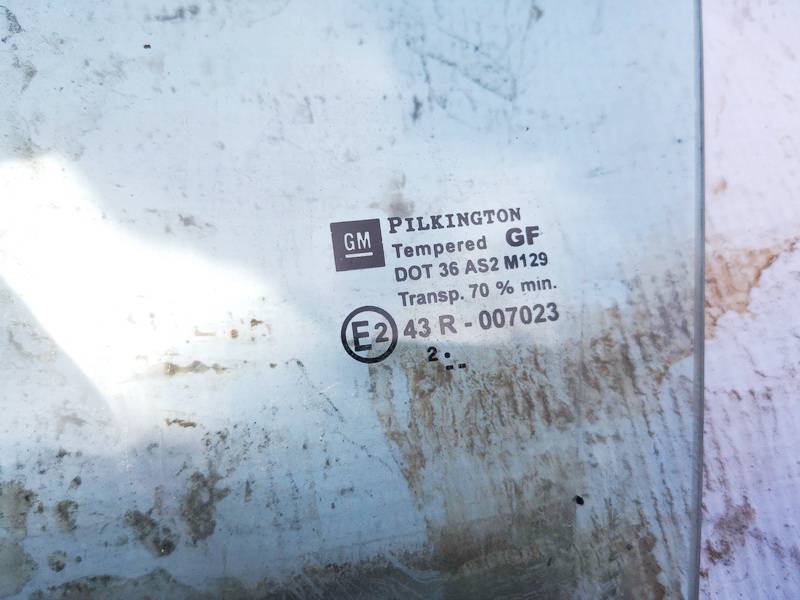 GM
PILKINGTON
Tempered GF
DOT 36 AS2 M129
Transp. 70 % min.
E2 43 R - 007023
2